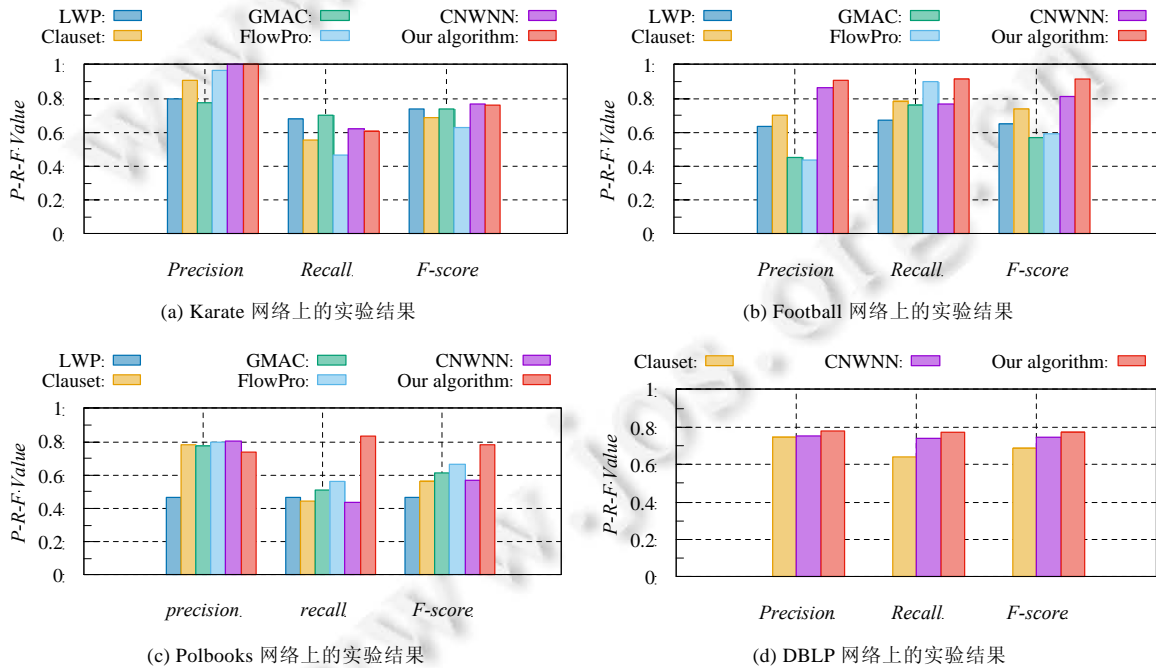 LWP: GMAC: CNWNN:
Clauset: FlowPro: Our algorithm:
1
0.8
0.6
0.4
0.2
0
P-R-F-Value
Precision Recall F-score
(a) Karate 网络上的实验结果
LWP: GMAC: CNWNN:
Clauset: FlowPro: Our algorithm:
1
0.8
0.6
0.4
0.2
0
P-R-F-Value
Precision Recall F-score
(b) Football 网络上的实验结果
LWP: GMAC: CNWNN:
Clauset: FlowPro: Our algorithm:
1
0.8
0.6
0.4
0.2
0
P-R-F-Value
precision recall F-score
(c) Polbooks 网络上的实验结果
Clauset: CNWNN: Our algorithm:
1
0.8
0.6
0.4
0.2
0
P-R-F-Value
Precision Recall F-score
(d) DBLP 网络上的实验结果
www.jos.org.cn